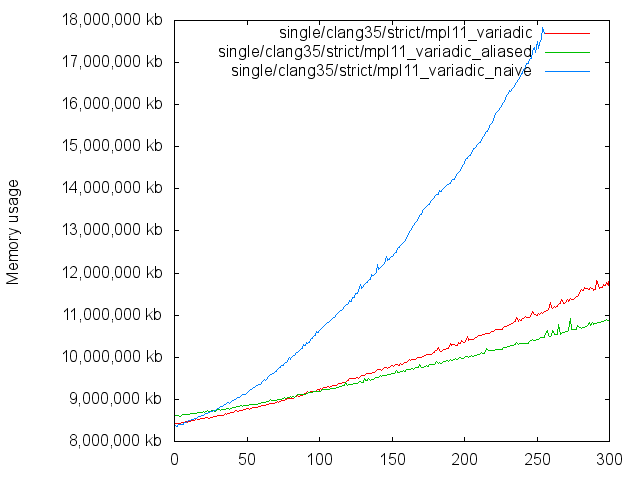 18,000,000 kb
17,000,000 kb
16,000,000 kb
15,000,000 kb
14,000,000 kb
13,000,000 kb
12,000,000 kb
11,000,000 kb
10,000,000 kb
9,000,000 kb
8,000,000 kb
Memory usage
single/clang35/strict/mpl11_variadic
single/clang35/strict/mpl11_variadic_aliased
single/clang35/strict/mpl11_variadic_naive
0 50 100 150 200 250 300